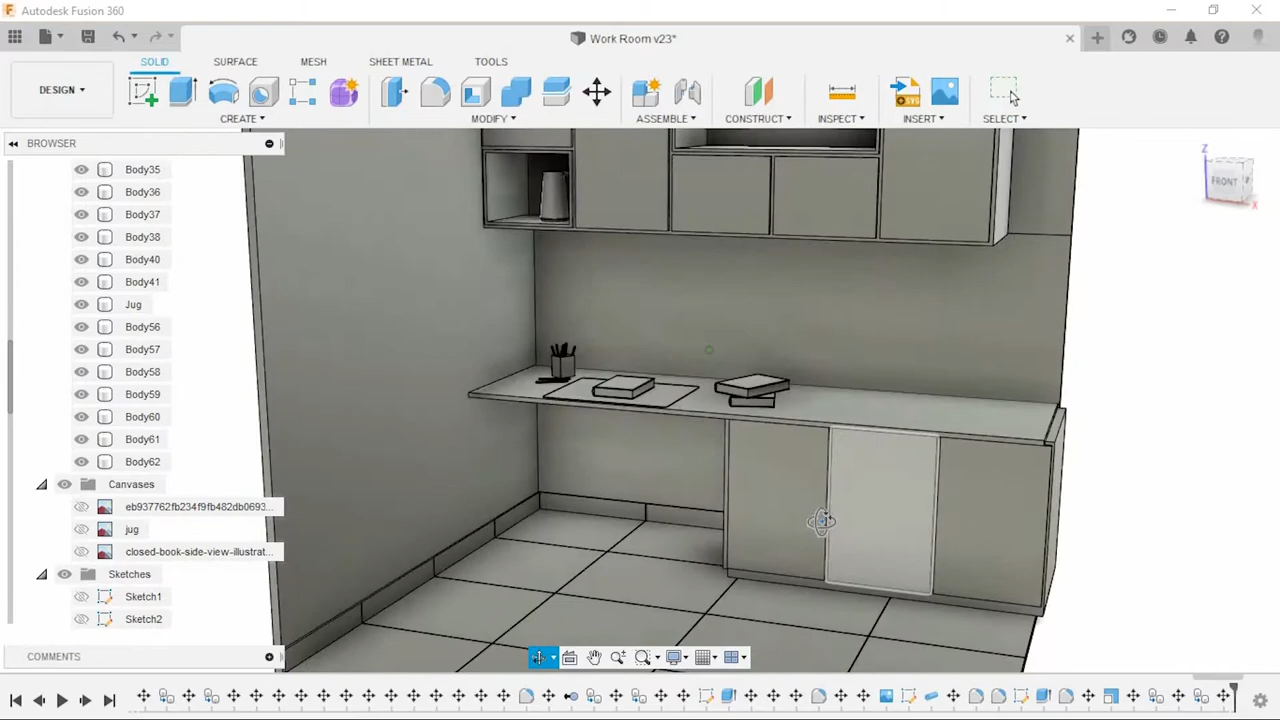 Autodesk Fusion 360
Work Room v23*
SOLID SURFACE MESH SHEET METAL TOOLS
DESIGN
CREATE MODIFY ASSEMBLE CONSTRUCT INSPECT INSERT SELECT
BROWSER
Body35
Body36
Body37
Body38
Body40
Body41
Jug
Body56
Body57
Body58
Body59
Body60
Body61
Body62
Canvases
eb937762fb234f9fb482db0693...
jug
closed-book-side-view-illustrat...
Sketches
Sketch1
Sketch2
COMMENTS
Z
FRONT
X